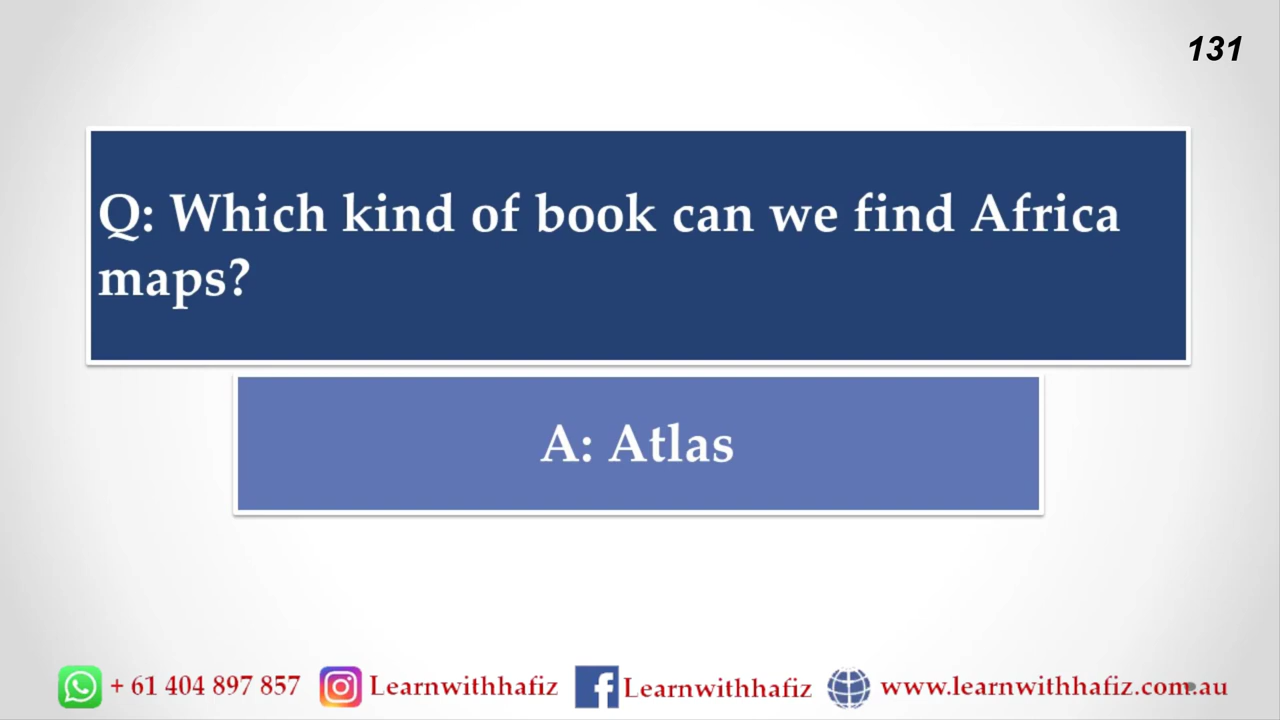 131
Q: Which kind of book can we find Africa
maps?
A: Atlas
+ 61 404 897 857 Learnwithhafiz Learnwithhafiz www.learnwithhafiz.com.au